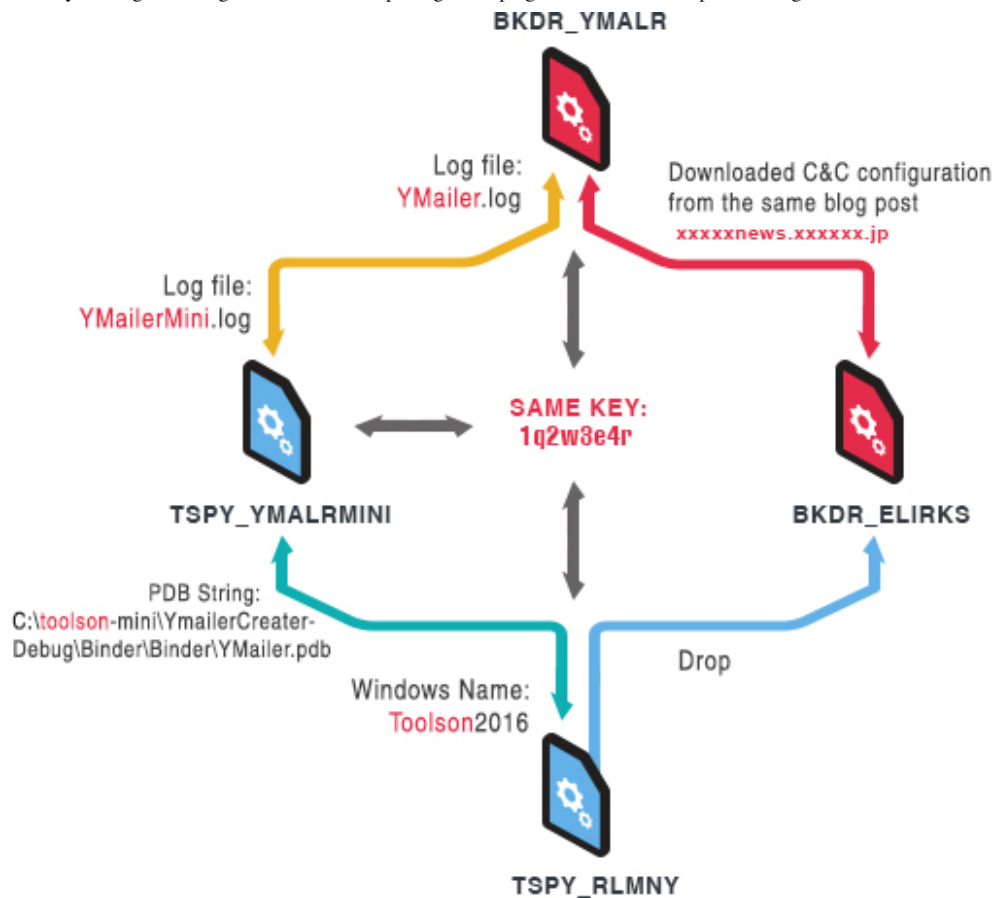 BKDR_YMALR
Log file:
YMailer.log
Downloaded C&C configuration
from the same blog post
xxxxxnews.xxxxxx.jp
Log file:
YMailerMini.log
SAME KEY:
1q2w3e4r
TSPY_YMALRMINI
BKDR_ELIRKS
PDB String:
C:\toolson-mini\YmailerCreater-
Debug\Binder\Binder\YMailer.pdb
Drop
Windows Name:
Toolson2016
TSPY_RLMNY